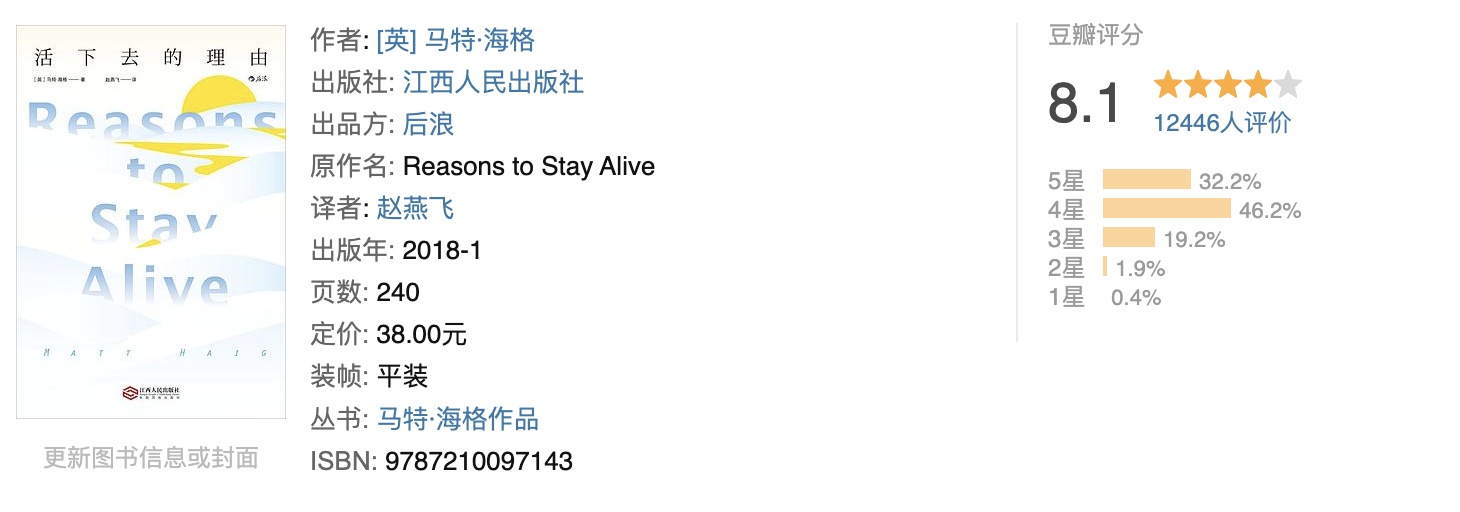 活下去的理由
[英]马特·海格——著 赵燕飞——译 后浪
Reasons
to
Stay
Alive
MATT HAIG
江西人民出版社
更新图书信息或封面
作者: [英] 马特·海格
出版社: 江西人民出版社
出品方: 后浪
原作名: Reasons to Stay Alive
译者: 赵燕飞
出版年: 2018-1
页数: 240
定价: 38.00元
装帧: 平装
丛书: 马特·海格作品
ISBN: 9787210097143
豆瓣评分
8.1
12446人评价
5星 32.2%
4星 46.2%
3星 19.2%
2星 1.9%
1星 0.4%